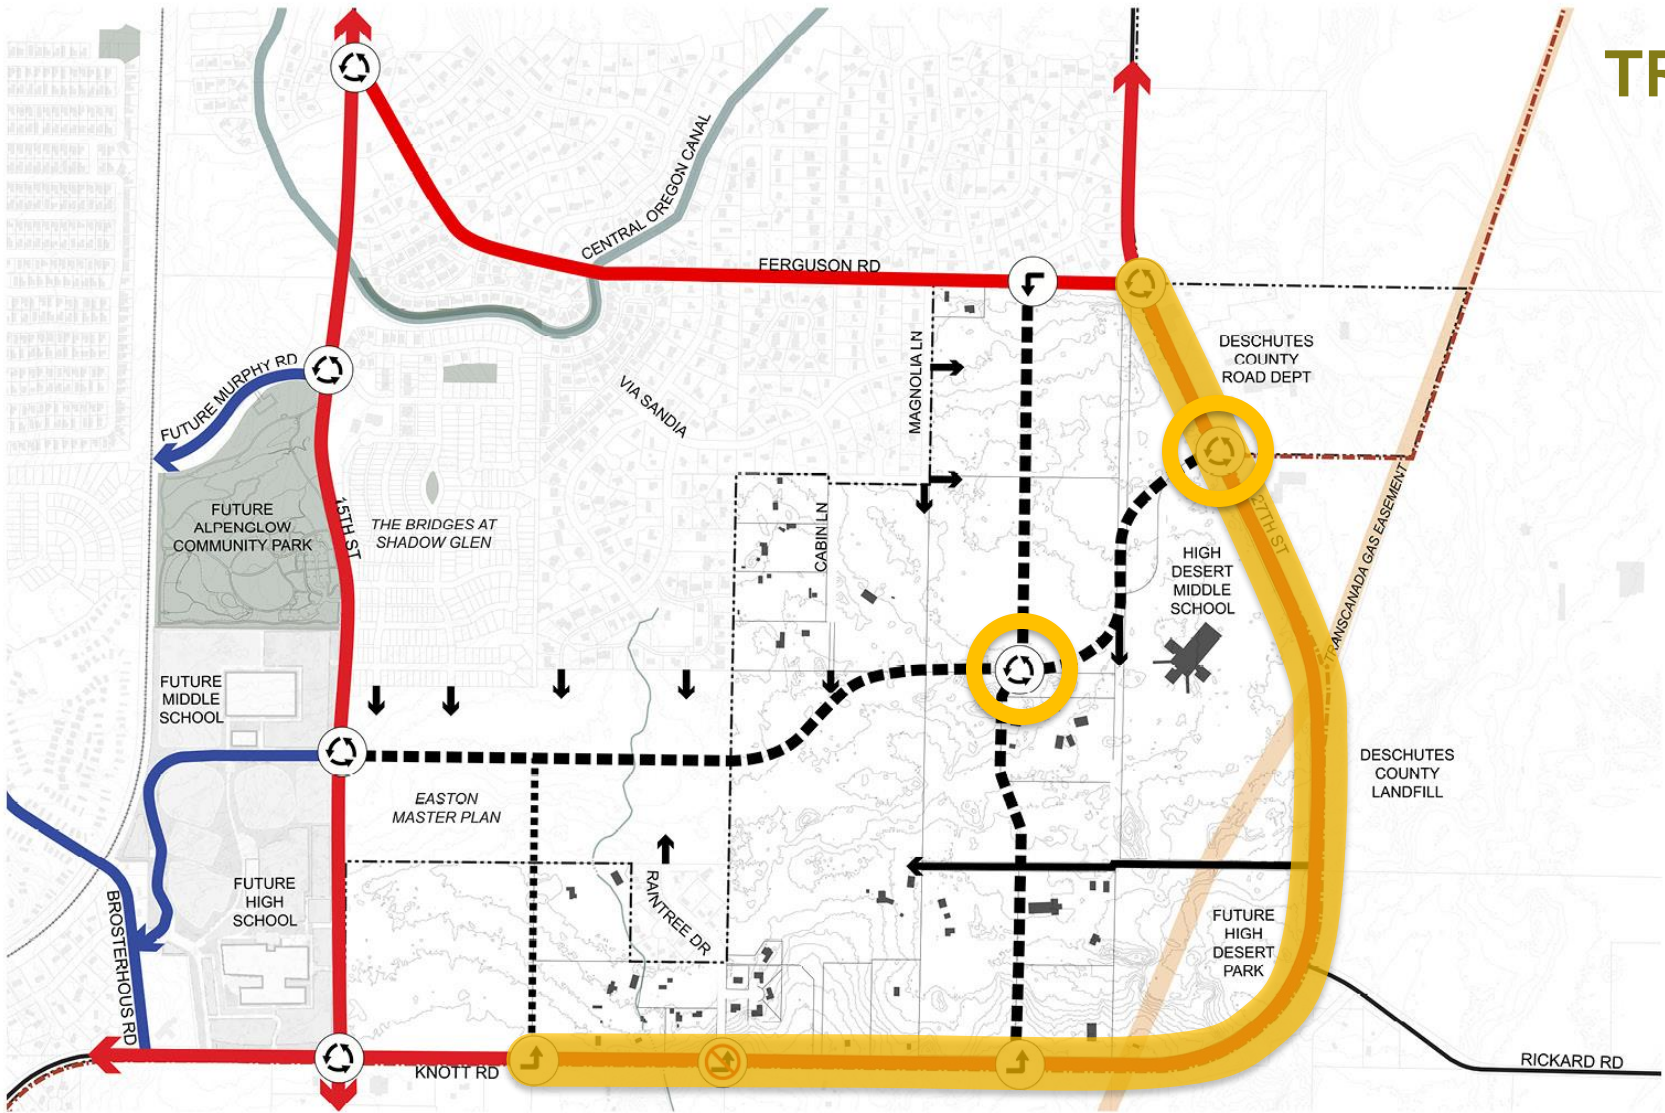 TR
CENTRAL OREGON CANAL
FERGUSON RD
DESCHUTES
COUNTY
ROAD DEPT
MAGNOLIA LN
FUTURE MURPHY RD
VIA SANDIA
FUTURE
ALPENGLOW
COMMUNITY PARK
15TH ST
THE BRIDGES AT
SHADOW GLEN
CABIN LN
27TH ST
TRANSCANADA GAS EASEMENT
HIGH
DESERT
MIDDLE
SCHOOL
FUTURE
MIDDLE
SCHOOL
DESCHUTES
COUNTY
LANDFILL
EASTON
MASTER PLAN
RAINTREE DR
FUTURE
HIGH
SCHOOL
BROSTERHOUS RD
FUTURE
HIGH
DESERT
PARK
KNOTT RD
RICKARD RD